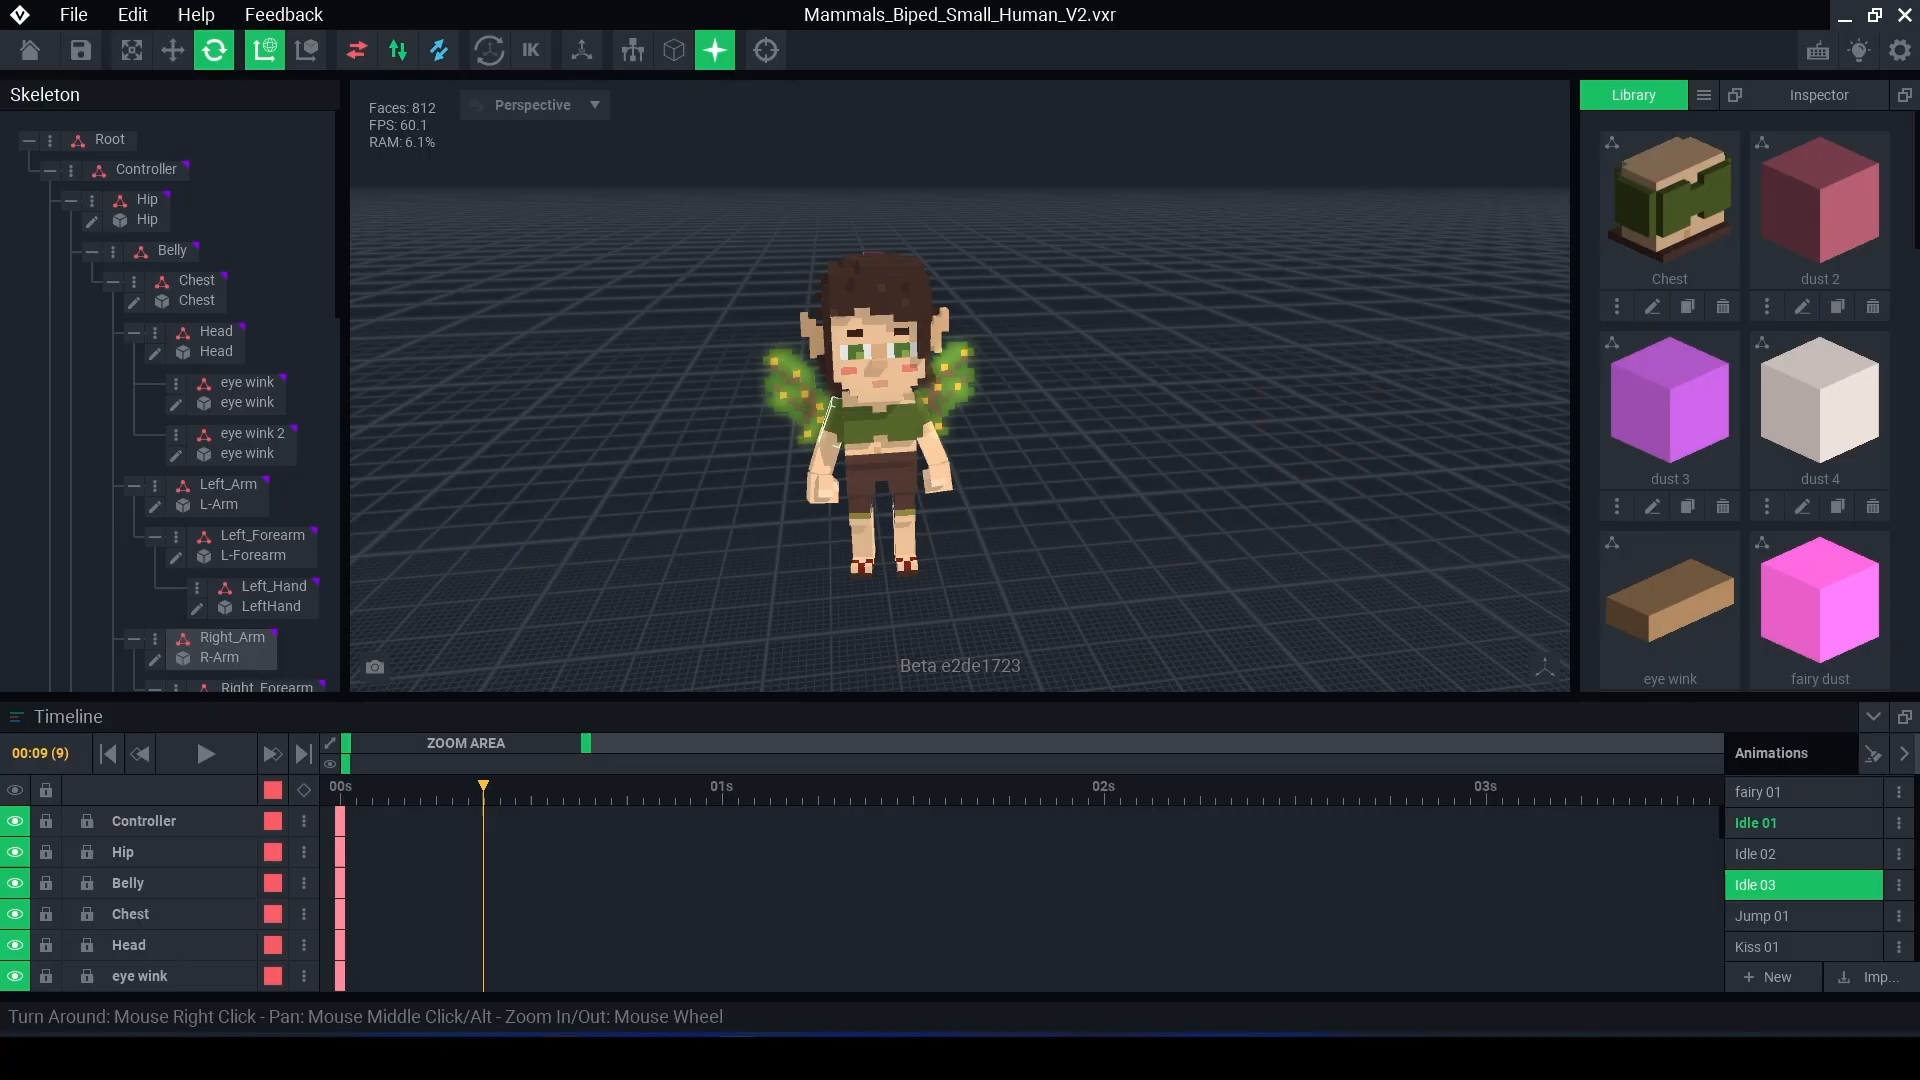 File Edit Help Feedback
Mammals_Biped_Small_Human_V2.vxr
IK
Skeleton
Root
Controller
Hip
Hip
Belly
Chest
Chest
Head
Head
eye wink
eye wink
eye wink 2
eye wink
Left_Arm
L-Arm
Left_Forearm
L-Forearm
Left_Hand
LeftHand
Right_Arm
R-Arm
Right_Forearm
Faces: 812
FPS: 60.1
RAM: 6.1%
Perspective
Beta e2de1723
Library
Inspector
Chest
dust 2
dust 3
dust 4
eye wink
fairy dust
Timeline
00:09 (9)
ZOOM AREA
00s 01s 02s 03s
Controller
Hip
Belly
Chest
Head
eye wink
Animations
fairy 01
Idle 01
Idle 02
Idle 03
Jump 01
Kiss 01
New
Imp...
Turn Around: Mouse Right Click - Pan: Mouse Middle Click/Alt - Zoom In/Out: Mouse Wheel